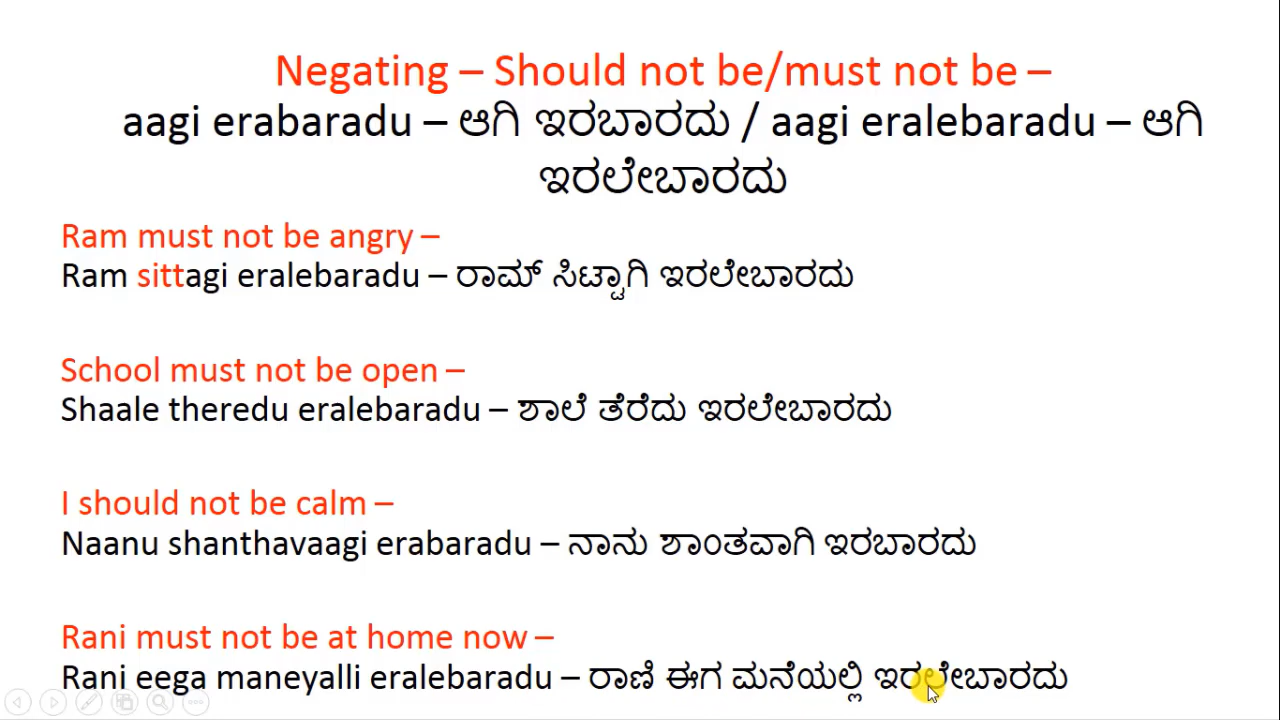 Negating – Should not be/must not be –
aagi erabaradu – ಆಗಿ ಇರಬಾರದು / aagi eralebaradu – ಆಗಿ
ಇರಲೇಬಾರದು
Ram must not be angry –
Ram sittagi eralebaradu – ರಾಮ್ ಸಿಟ್ಟಾಗಿ ಇರಲೇಬಾರದು
School must not be open –
Shaale theredu eralebaradu – ಶಾಲೆ ತೆರೆದು ಇರಲೇಬಾರದು
I should not be calm –
Naanu shanthavaagi erabaradu – ನಾನು ಶಾಂತವಾಗಿ ಇರಬಾರದು
Rani must not be at home now –
Rani eega maneyalli eralebaradu – ರಾಣಿ ಈಗ ಮನೆಯಲ್ಲಿ ಇರಲೇಬಾರದು